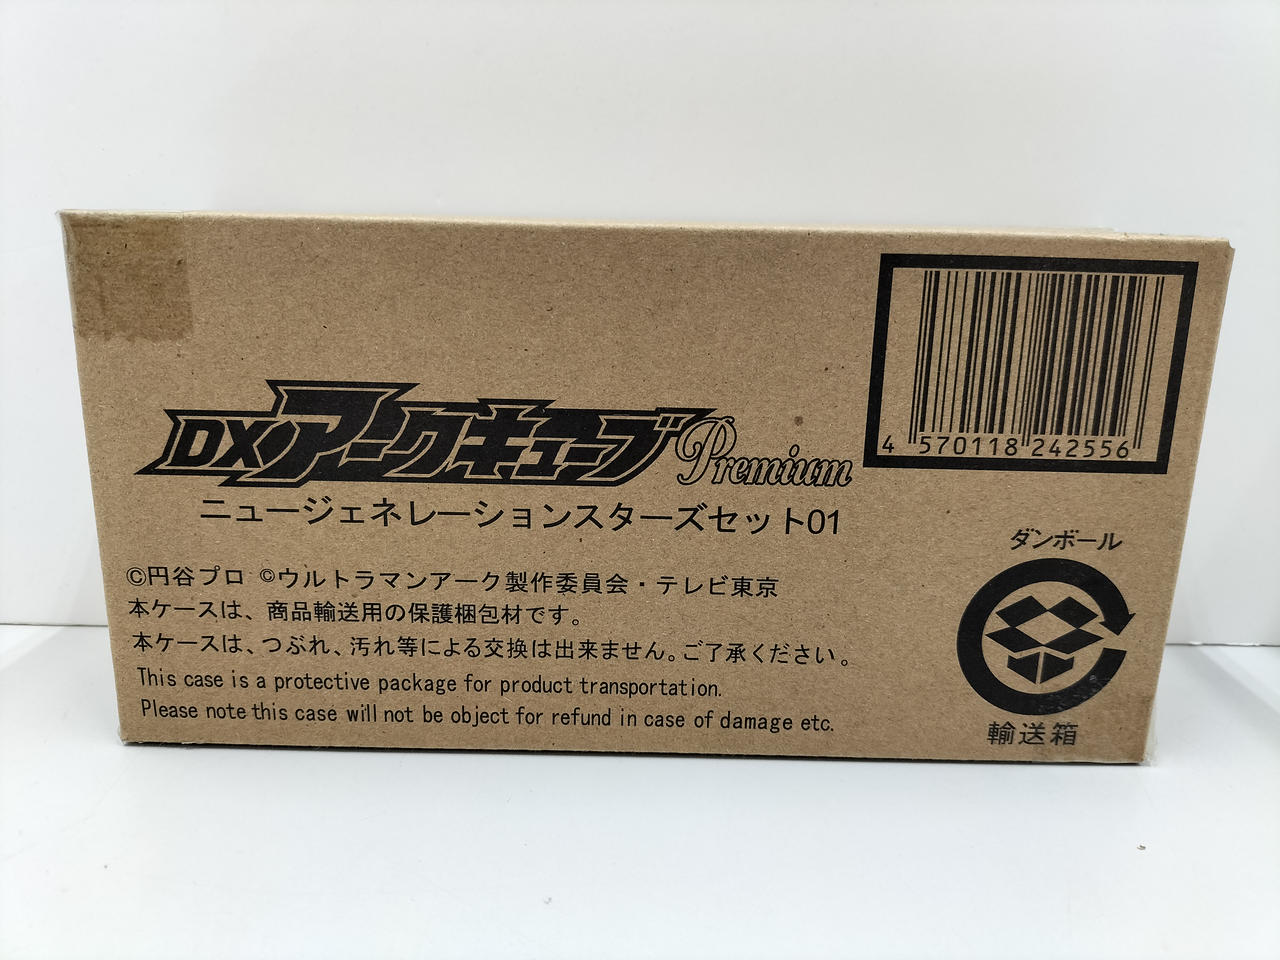 DXアークキューブPremium
ニュージェネレーションスターズセット01
4 570118 242556
©円谷プロ ©ウルトラマンアーク製作委員会・テレビ東京
本ケースは、商品輸送用の保護梱包材です。
本ケースは、つぶれ、汚れ等による交換は出来ません。ご了承ください。
This case is a protective package for product transportation.
Please note this case will not be object for refund in case of damage etc.
ダンボール
輸送箱